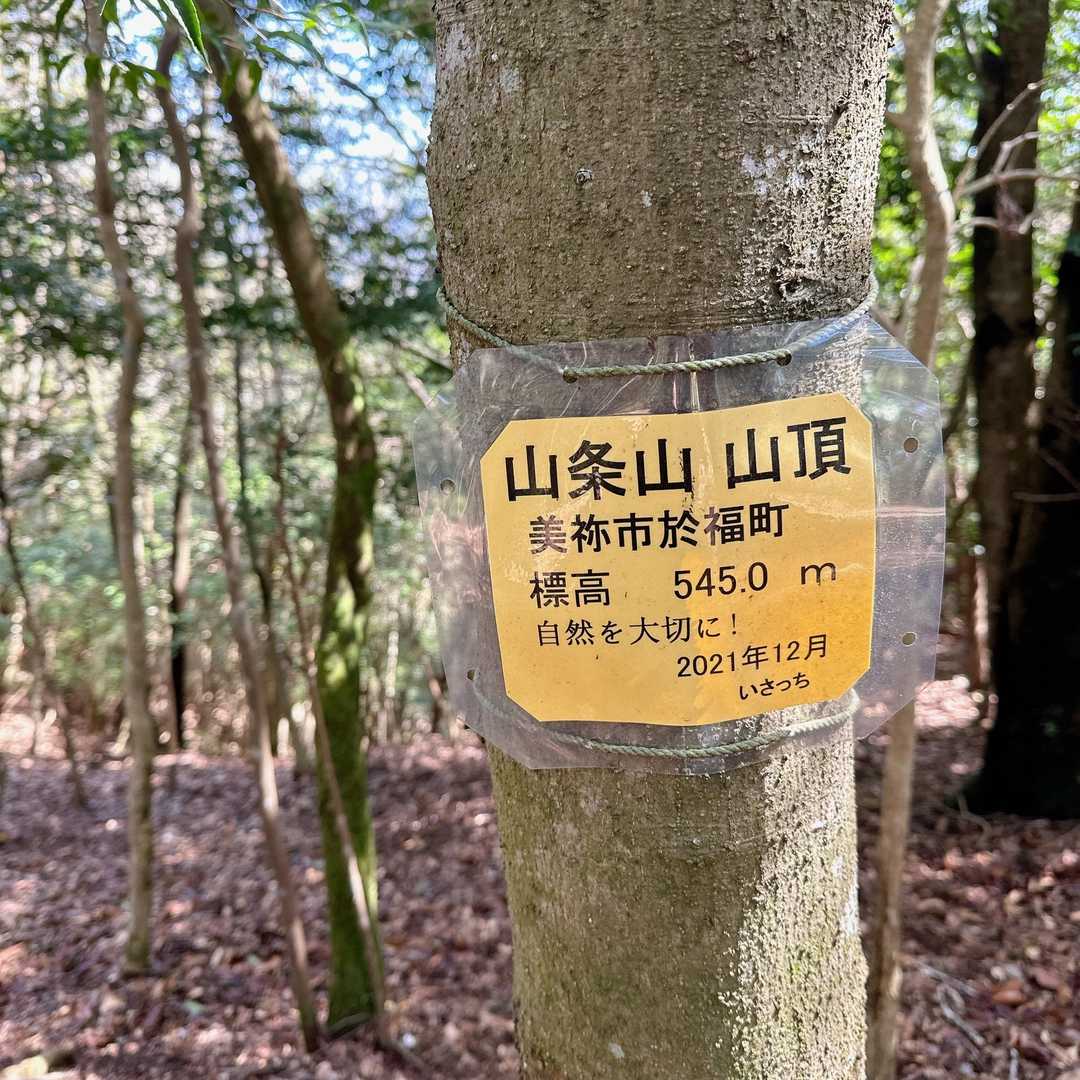 山条山 山頂
美祢市於福町
標高 545.0 m
自然を大切に!
2021年12月
いさっち